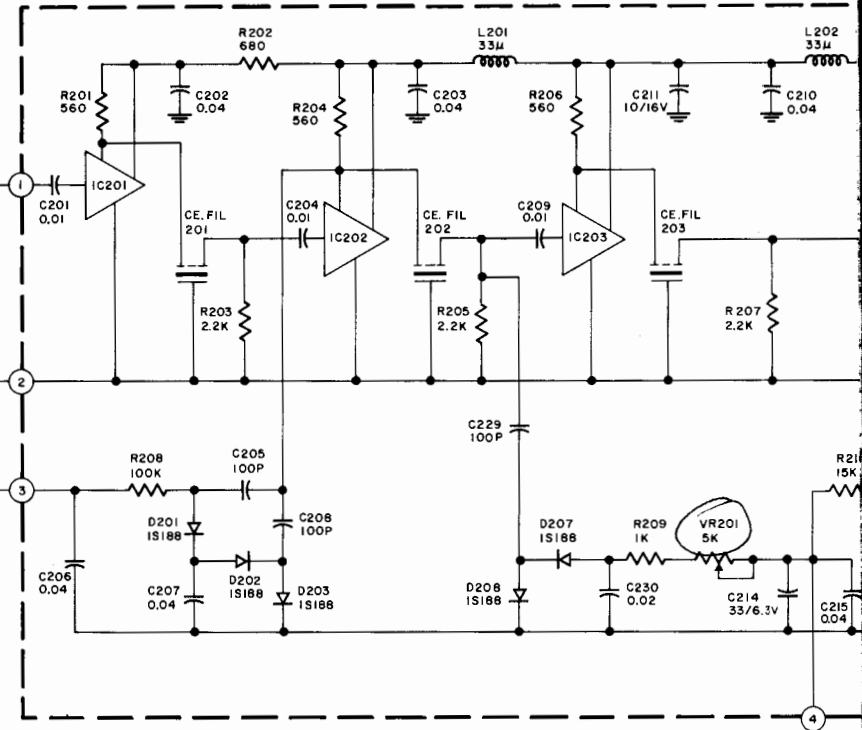 R202
680
L201
33μ
L202
33μ
R201
560
C202
0.04
R204
560
C203
0.04
R206
560
C211
10/16V
C210
0.04
1
C201
0.01
IC201
CE. FIL
201
C204
0.01
IC202
CE. FIL
202
C209
0.01
IC203
CE. FIL
203
R203
2.2K
R205
2.2K
R207
2.2K
2
C229
100P
R208
100K
C205
100P
R21
15K
3
D201
1S188
C208
100P
D207
1S188
R209
1K
VR201
5K
C206
0.04
C207
0.04
D202
1S188
D203
1S188
D208
1S188
C230
0.02
C214
33/6.3V
C215
0.04
4